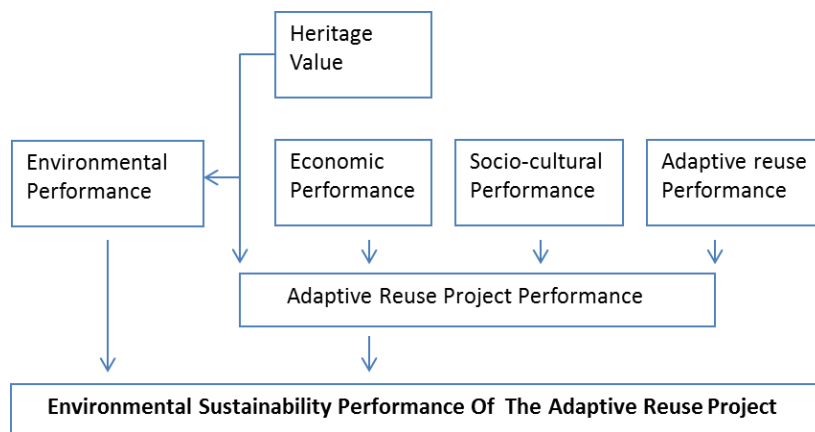 Heritage
Value
Environmental
Performance
Economic
Performance
Socio-cultural
Performance
Adaptive reuse
Performance
Adaptive Reuse Project Performance
Environmental Sustainability Performance Of The Adaptive Reuse Project